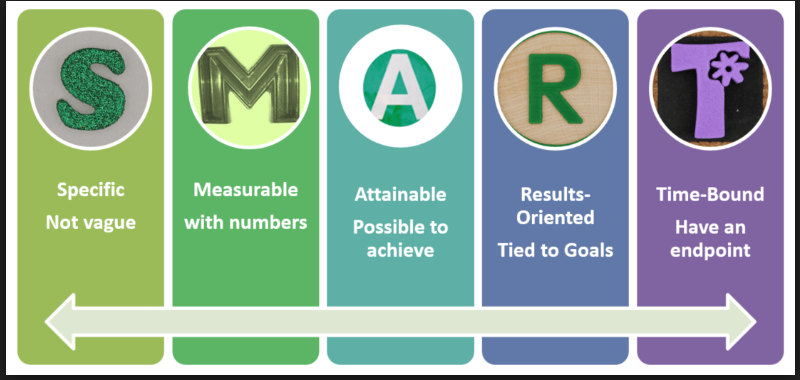 S
M
A
R
T
Specific
Not vague
Measurable
with numbers
Attainable
Possible to
achieve
Results-
Oriented
Tied to Goals
Time-Bound
Have an
endpoint